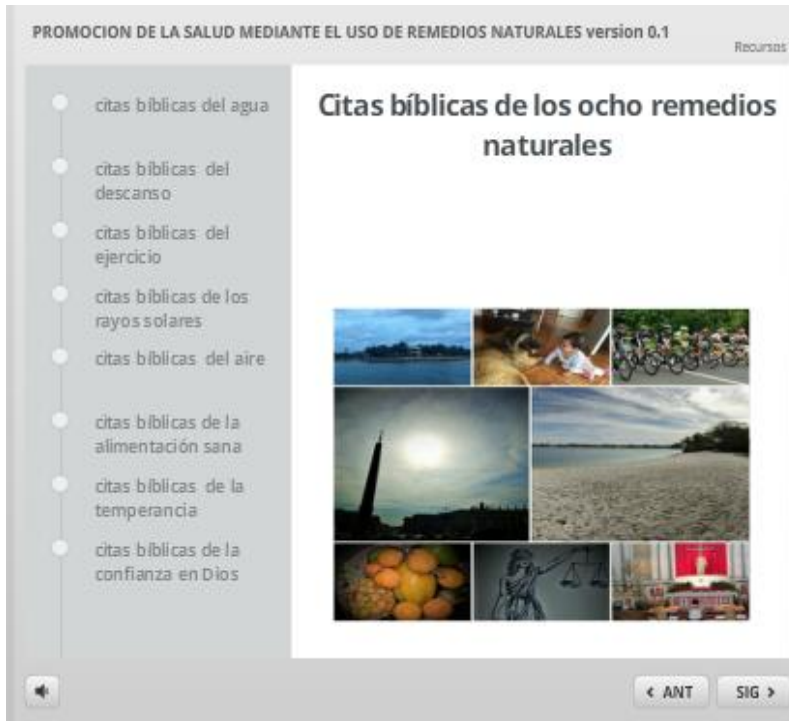 PROMOCION DE LA SALUD MEDIANTE EL USO DE REMEDIOS NATURALES version 0.1
Recursos
citas bíblicas del agua
citas bíblicas del
descanso
citas bíblicas del
ejercicio
citas bíblicas de los
rayos solares
citas bíblicas del aire
citas bíblicas de la
alimentación sana
citas bíblicas de la
temperancia
citas bíblicas de la
confianza en Dios
Citas bíblicas de los ocho remedios
naturales
< ANT
SIG >